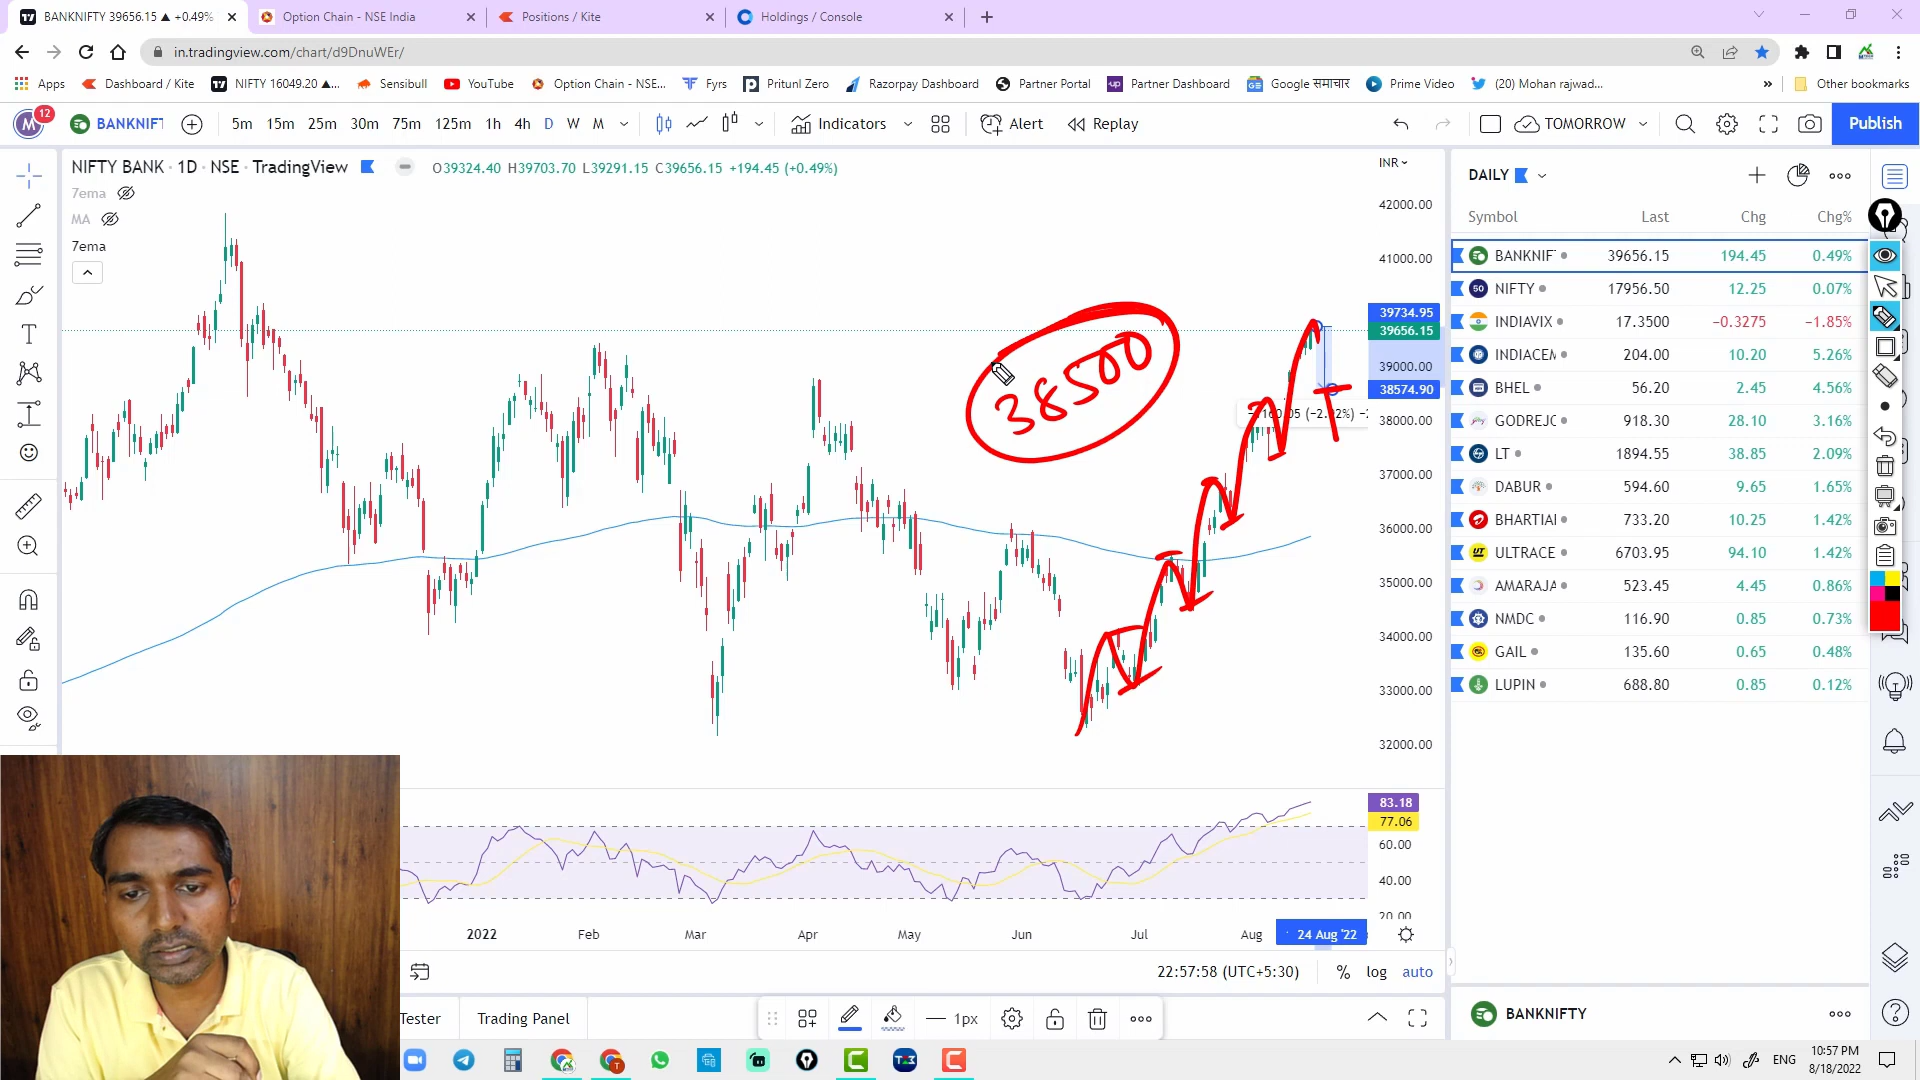 BANKNIFTY 39656.15 ▲ +0.49%
Option Chain - NSE India
Positions / Kite
Holdings / Console
in.tradingview.com/chart/d9DnuWEr/
Apps
Dashboard / Kite
NIFTY 16049.20 ▲...
Sensibull
YouTube
Option Chain - NSE...
Fyrs
Pritunl Zero
Razorpay Dashboard
Partner Portal
Partner Dashboard
Google समाचार
Prime Video
(20) Mohan rajwad...
Other bookmarks
M 12
BANKNIFT
5m 15m 25m 30m 75m 125m 1h 4h D W M
Indicators
Alert
Replay
TOMORROW
Publish
NIFTY BANK · 1D · NSE · TradingView
O39324.40 H39703.70 L39291.15 C39656.15 +194.45 (+0.49%)
7ema
MA
7ema
INR
42000.00
41000.00
39734.95
39656.15
39000.00
38574.90
38000.00
37000.00
36000.00
35000.00
34000.00
33000.00
32000.00
38500
83.18
77.06
60.00
40.00
20.00
2022 Feb Mar Apr May Jun Jul Aug 24 Aug '22
22:57:58 (UTC+5:30) % log auto
Tester
Trading Panel
1px
DAILY
Symbol Last Chg Chg%
BANKNIF 39656.15 194.45 0.49%
NIFTY 17956.50 12.25 0.07%
INDIAVIX 17.3500 −0.3275 −1.85%
INDIACEM 204.00 10.20 5.26%
BHEL 56.20 2.45 4.56%
GODREJC 918.30 28.10 3.16%
LT 1894.55 38.85 2.09%
DABUR 594.60 9.65 1.65%
BHARTIAI 733.20 10.25 1.42%
ULTRACE 6703.95 94.10 1.42%
AMARAJA 523.45 4.45 0.86%
NMDC 116.90 0.85 0.73%
GAIL 135.60 0.65 0.48%
LUPIN 688.80 0.85 0.12%
BANKNIFTY
ENG
10:57 PM
8/18/2022